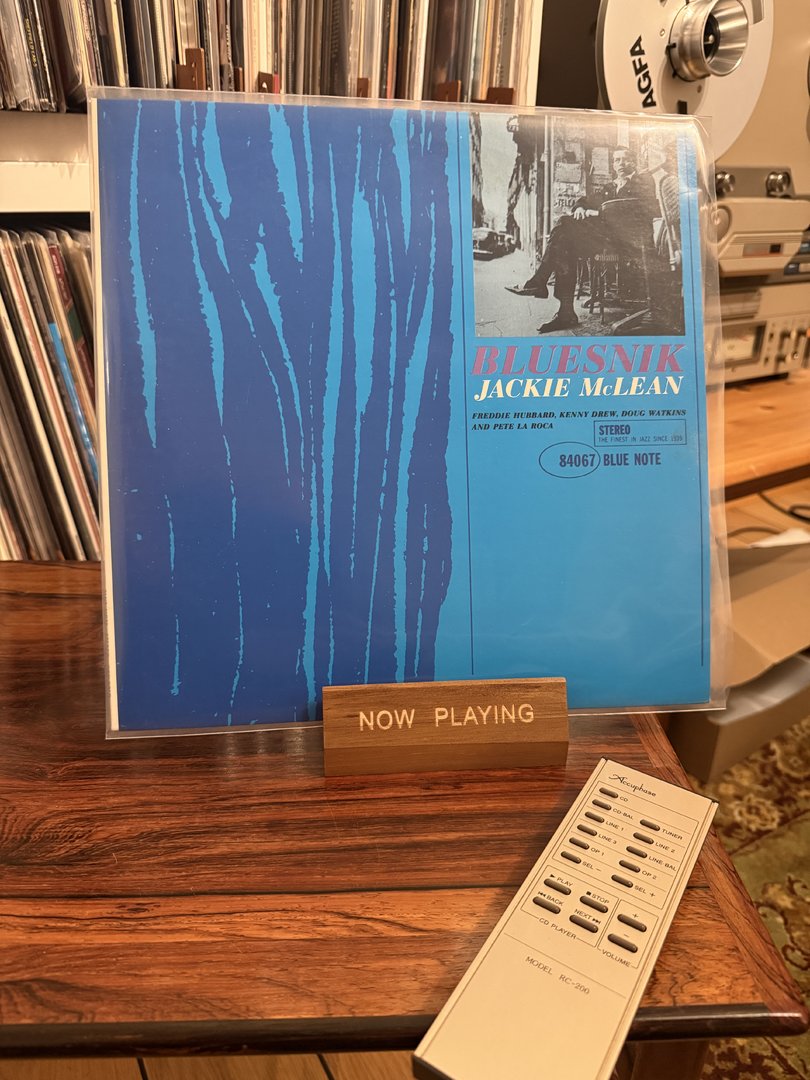 AGFA
BLUESNIK
JACKIE McLEAN
FREDDIE HUBBARD, KENNY DREW, DOUG WATKINS
AND PETE LA ROCA
STEREO
THE FINEST IN JAZZ SINCE 1939
84067 BLUE NOTE
NOW PLAYING
Accuphase
CD
CD BAL TUNER
LINE 1 LINE 2
LINE 3 LINE BAL
OP 1 OP 2
SEL - SEL +
▶ PLAY ■ STOP +
⏮ BACK NEXT ⏭ −
CD PLAYER VOLUME
MODEL RC-200